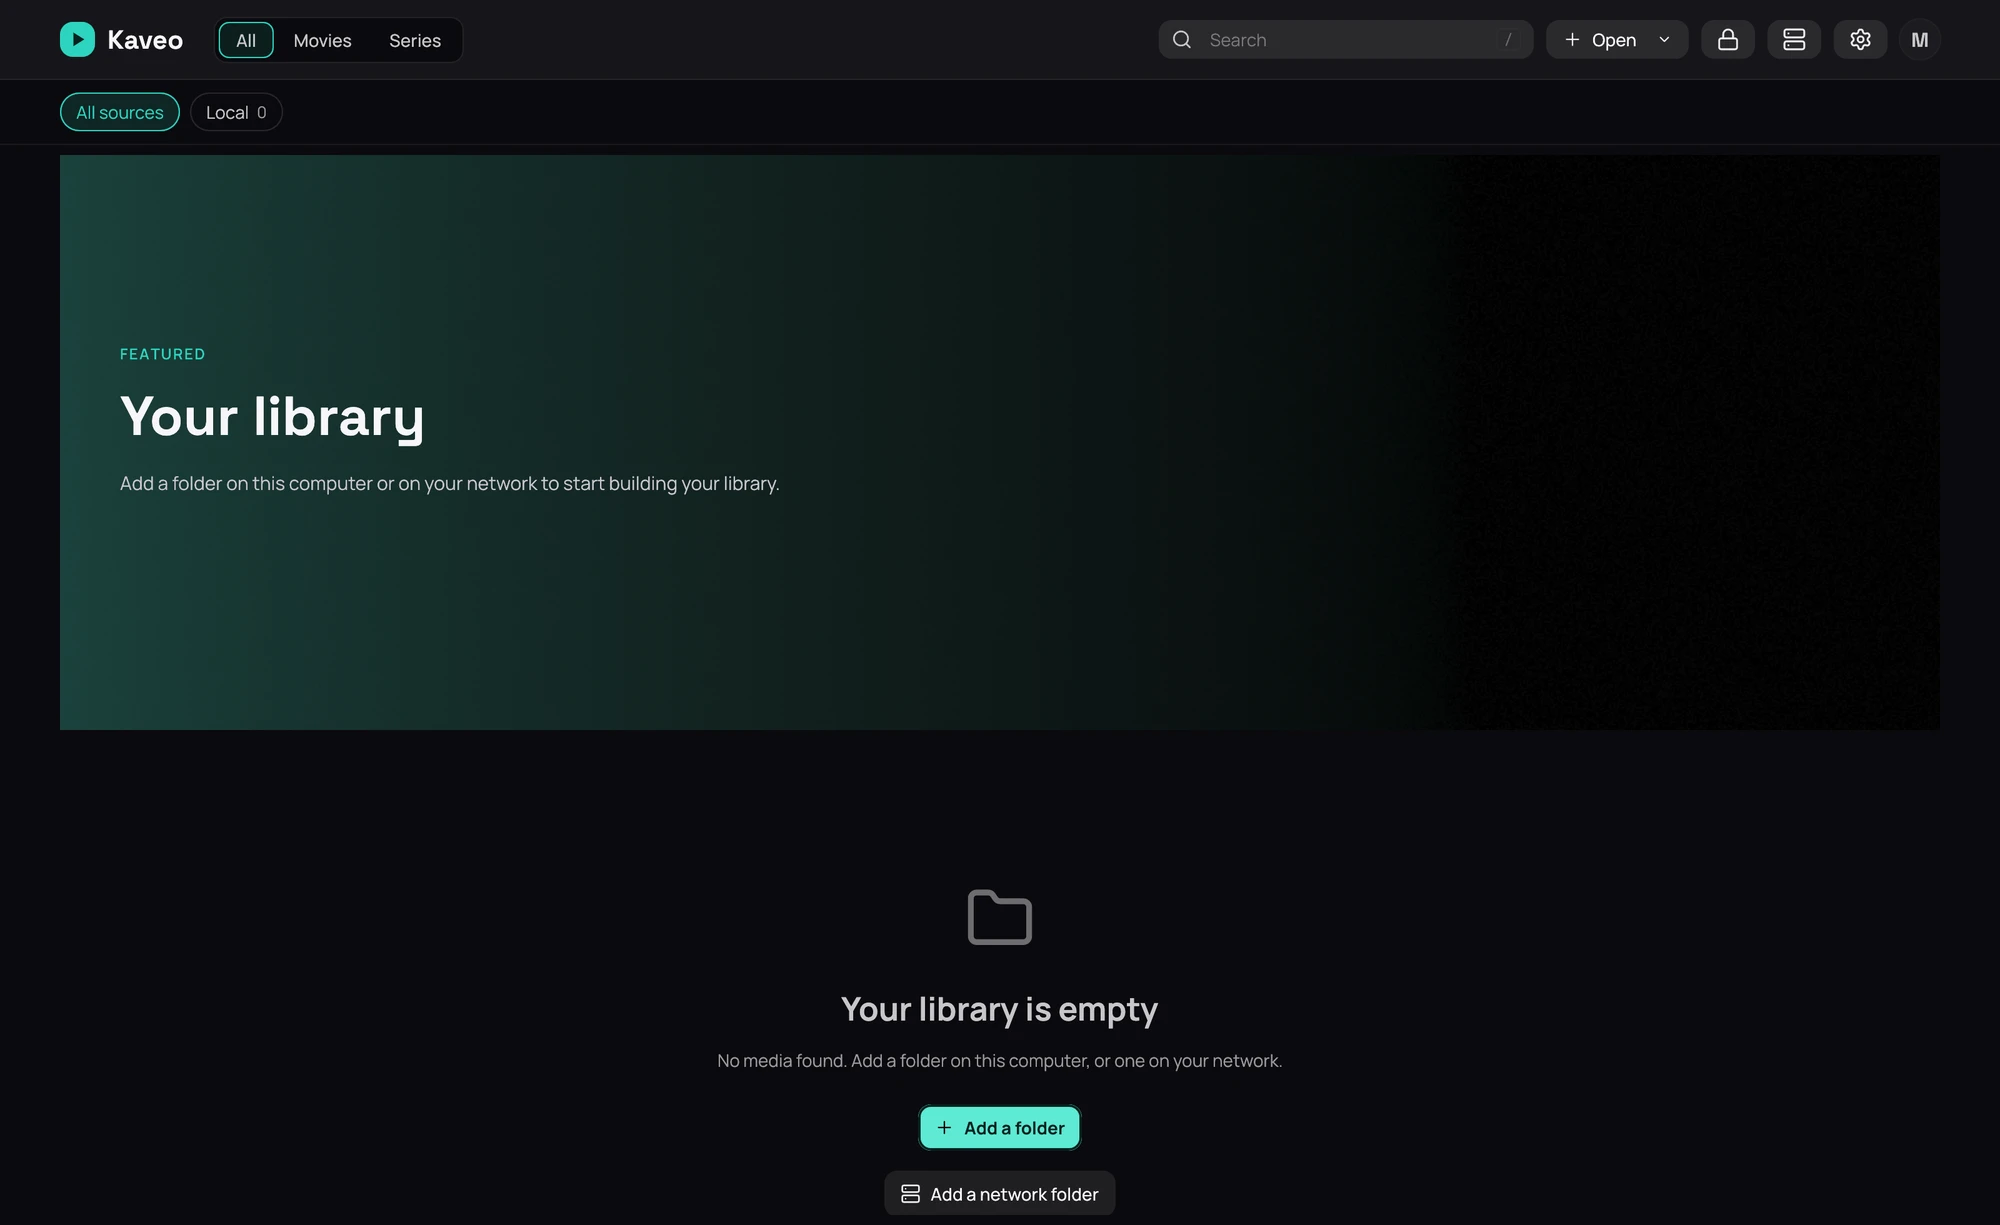 Kaveo
All
Movies
Series
Search
/
Open
M
All sources
Local 0
FEATURED
Your library
Add a folder on this computer or on your network to start building your library.
Your library is empty
No media found. Add a folder on this computer, or one on your network.
Add a folder
Add a network folder